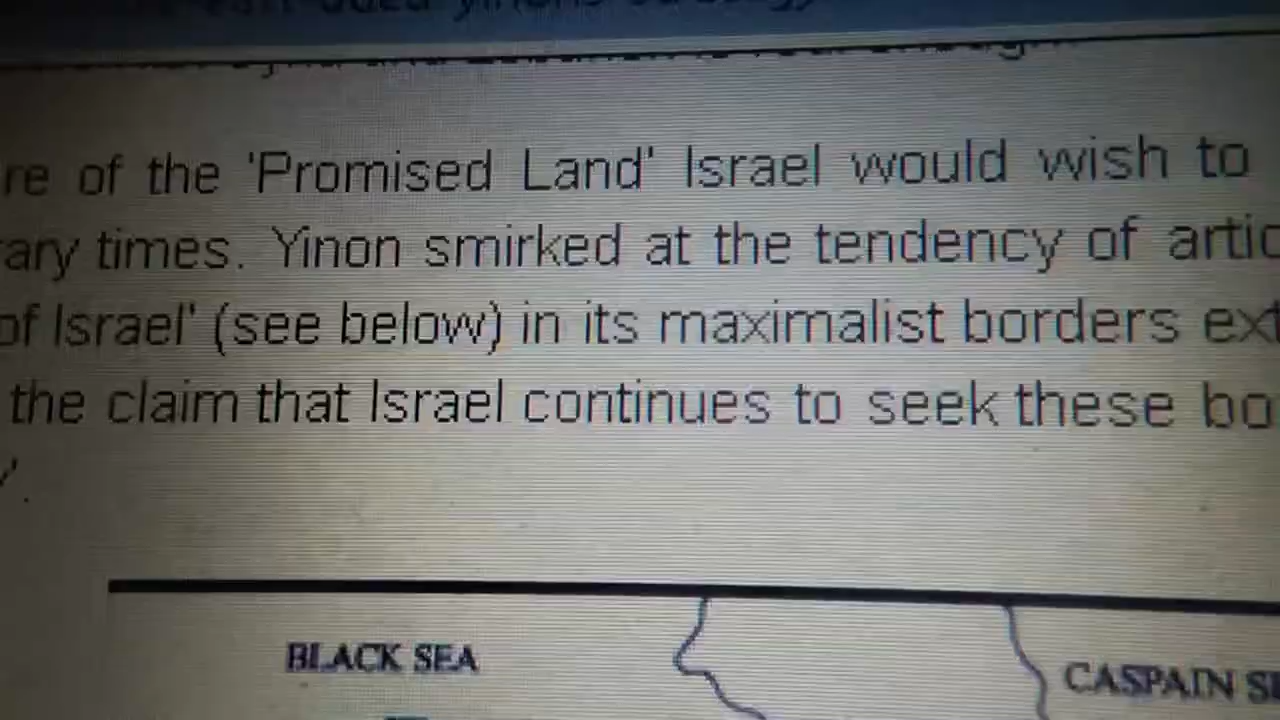 re of the 'Promised Land' Israel would wish to
ary times. Yinon smirked at the tendency of artic
of Israel' (see below) in its maximalist borders ext
the claim that Israel continues to seek these bo
BLACK SEA
CASPAIN SE